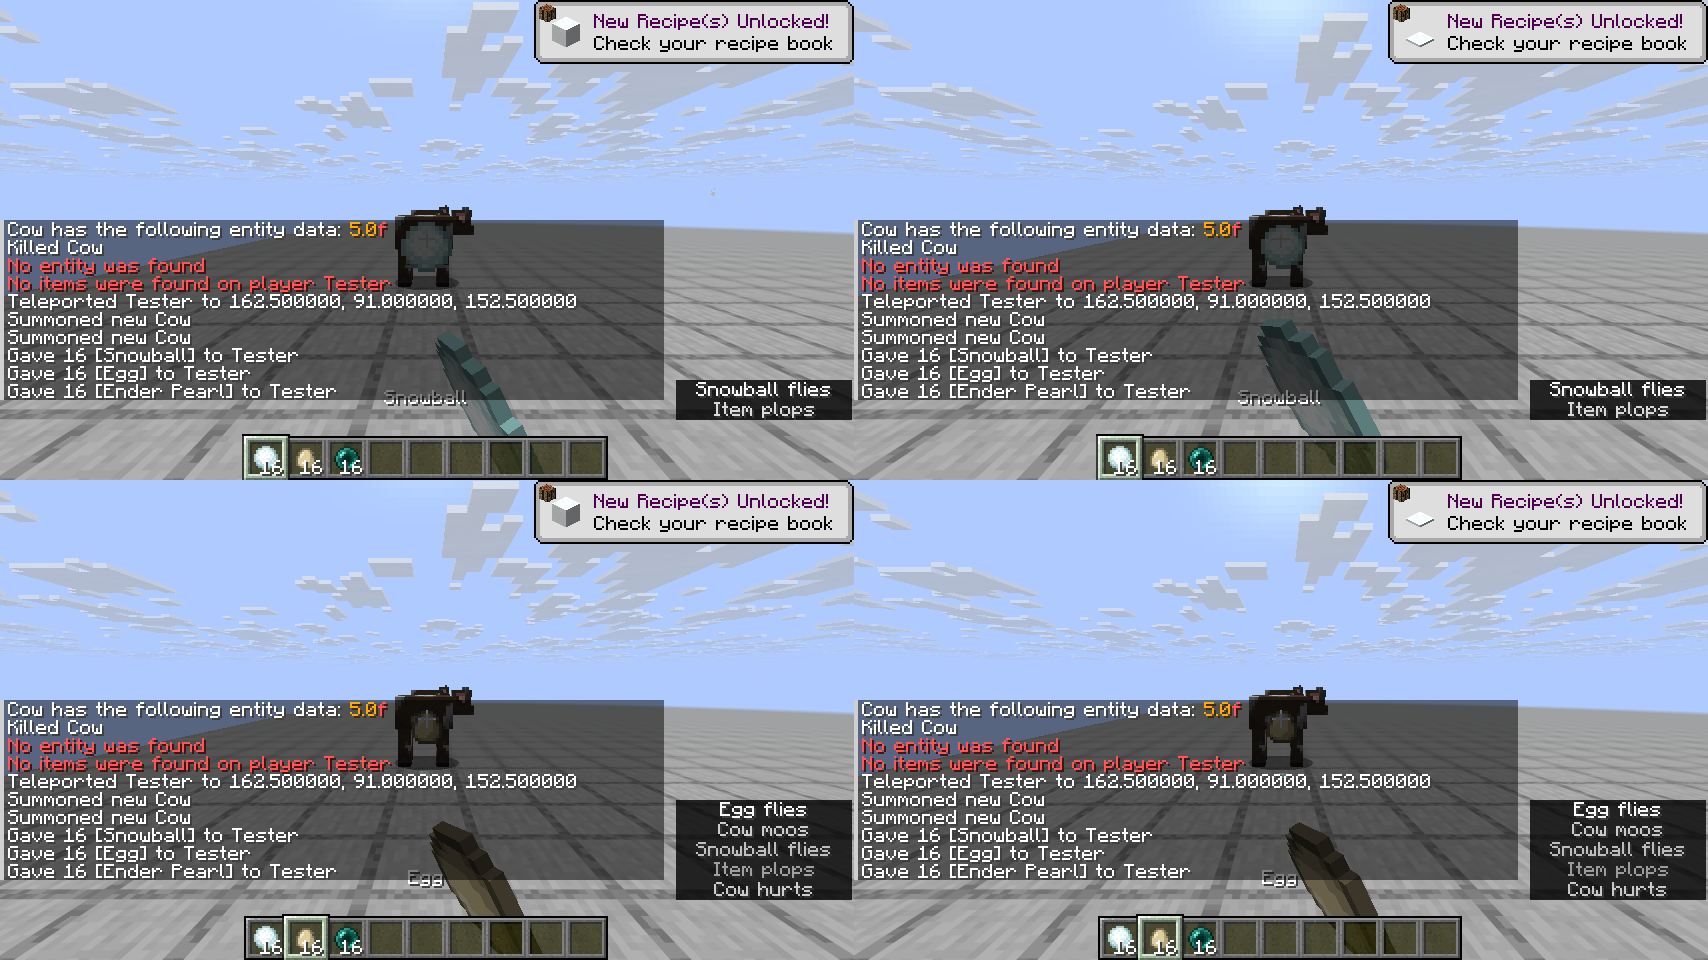 New Recipe(s) Unlocked!
Check your recipe book
Cow has the following entity data: 5.0f
Killed Cow
No entity was found
No items were found on player Tester
Teleported Tester to 162.500000, 91.000000, 152.500000
Summoned new Cow
Summoned new Cow
Gave 16 [Snowball] to Tester
Gave 16 [Egg] to Tester
Gave 16 [Ender Pearl] to Tester
Snowball
Snowball flies
Item plops
16 16 16
New Recipe(s) Unlocked!
Check your recipe book
Cow has the following entity data: 5.0f
Killed Cow
No entity was found
No items were found on player Tester
Teleported Tester to 162.500000, 91.000000, 152.500000
Summoned new Cow
Summoned new Cow
Gave 16 [Snowball] to Tester
Gave 16 [Egg] to Tester
Gave 16 [Ender Pearl] to Tester
Snowball
Snowball flies
Item plops
16 16 16
New Recipe(s) Unlocked!
Check your recipe book
Cow has the following entity data: 5.0f
Killed Cow
No entity was found
No items were found on player Tester
Teleported Tester to 162.500000, 91.000000, 152.500000
Summoned new Cow
Summoned new Cow
Gave 16 [Snowball] to Tester
Gave 16 [Egg] to Tester
Gave 16 [Ender Pearl] to Tester
Egg
Egg flies
Cow moos
Snowball flies
Item plops
Cow hurts
16 16 16
New Recipe(s) Unlocked!
Check your recipe book
Cow has the following entity data: 5.0f
Killed Cow
No entity was found
No items were found on player Tester
Teleported Tester to 162.500000, 91.000000, 152.500000
Summoned new Cow
Summoned new Cow
Gave 16 [Snowball] to Tester
Gave 16 [Egg] to Tester
Gave 16 [Ender Pearl] to Tester
Egg
Egg flies
Cow moos
Snowball flies
Item plops
Cow hurts
16 16 16